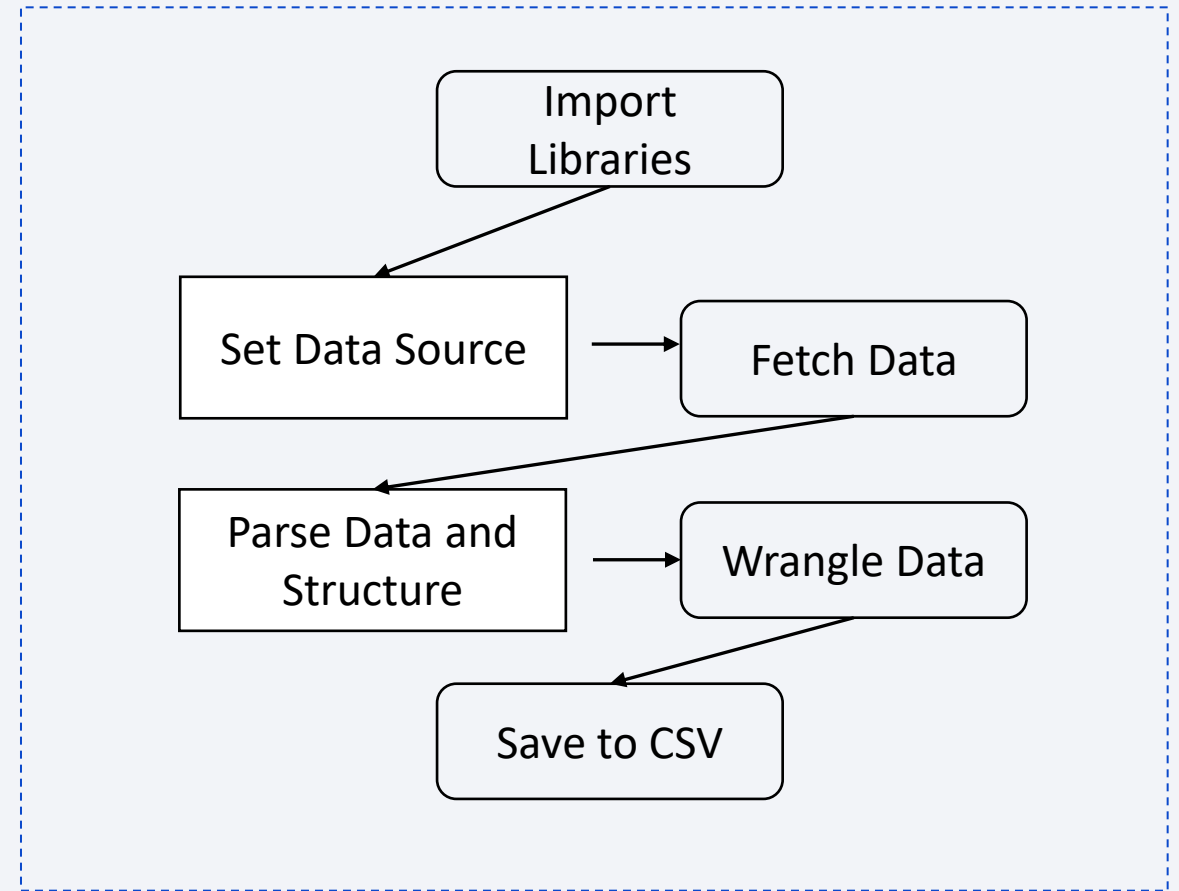 Import
Libraries
Set Data Source
Fetch Data
Parse Data and
Structure
Wrangle Data
Save to CSV